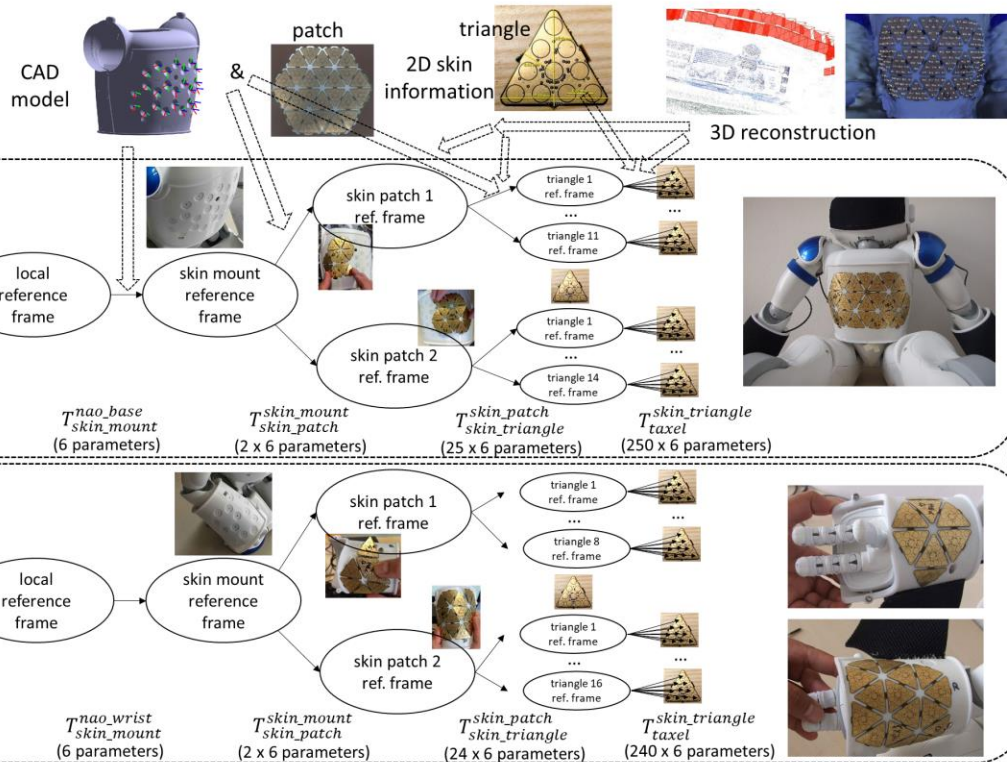 CAD
model
&
patch
2D skin
information
triangle
3D reconstruction
local
reference
frame
skin mount
reference
frame
skin patch 1
ref. frame
skin patch 2
ref. frame
triangle 1
ref. frame
...
triangle 11
ref. frame
triangle 1
ref. frame
...
triangle 14
ref. frame
...
...
T^{nao_base}_{skin_mount}
(6 parameters)
T^{skin_mount}_{skin_patch}
(2 x 6 parameters)
T^{skin_patch}_{skin_triangle}
(25 x 6 parameters)
T^{skin_triangle}_{taxel}
(250 x 6 parameters)
local
reference
frame
skin mount
reference
frame
skin patch 1
ref. frame
skin patch 2
ref. frame
triangle 1
ref. frame
...
triangle 8
ref. frame
triangle 1
ref. frame
...
triangle 16
ref. frame
...
...
T^{nao_wrist}_{skin_mount}
(6 parameters)
T^{skin_mount}_{skin_patch}
(2 x 6 parameters)
T^{skin_patch}_{skin_triangle}
(24 x 6 parameters)
T^{skin_triangle}_{taxel}
(240 x 6 parameters)